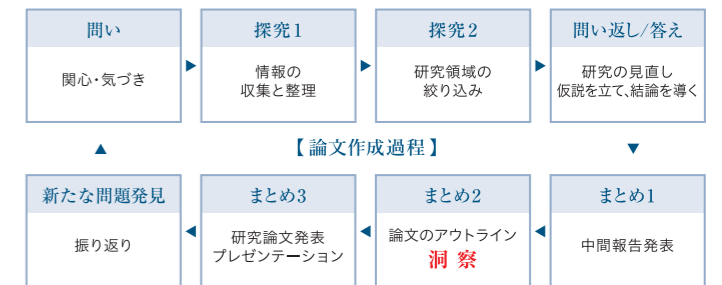 問い
関心・気づき
探究1
情報の
収集と整理
探究2
研究領域の
絞り込み
問い返し/答え
研究の見直し
仮説を立て、結論を導く
【論文作成過程】
新たな問題発見
振り返り
まとめ3
研究論文発表
プレゼンテーション
まとめ2
論文のアウトライン
洞察
まとめ1
中間報告発表